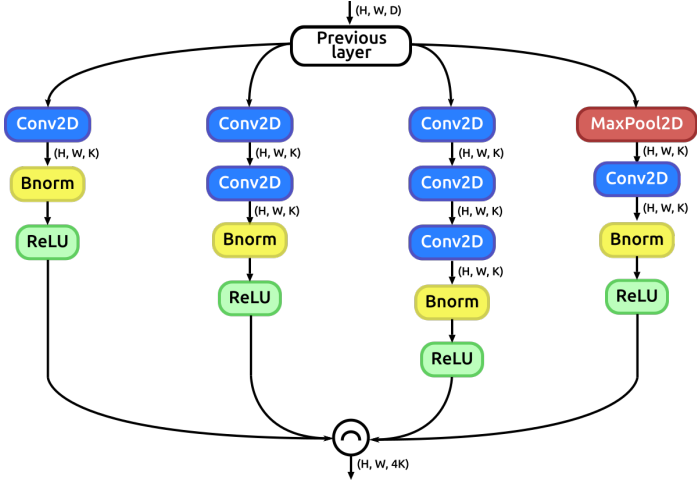 (H, W, D)
Previous
layer
Conv2D
Conv2D
Conv2D
MaxPool2D
(H, W, K)
(H, W, K)
(H, W, K)
(H, W, K)
Bnorm
Conv2D
Conv2D
Conv2D
(H, W, K)
(H, W, K)
(H, W, K)
ReLU
Bnorm
Conv2D
Bnorm
(H, W, K)
ReLU
Bnorm
ReLU
ReLU
(H, W, 4K)